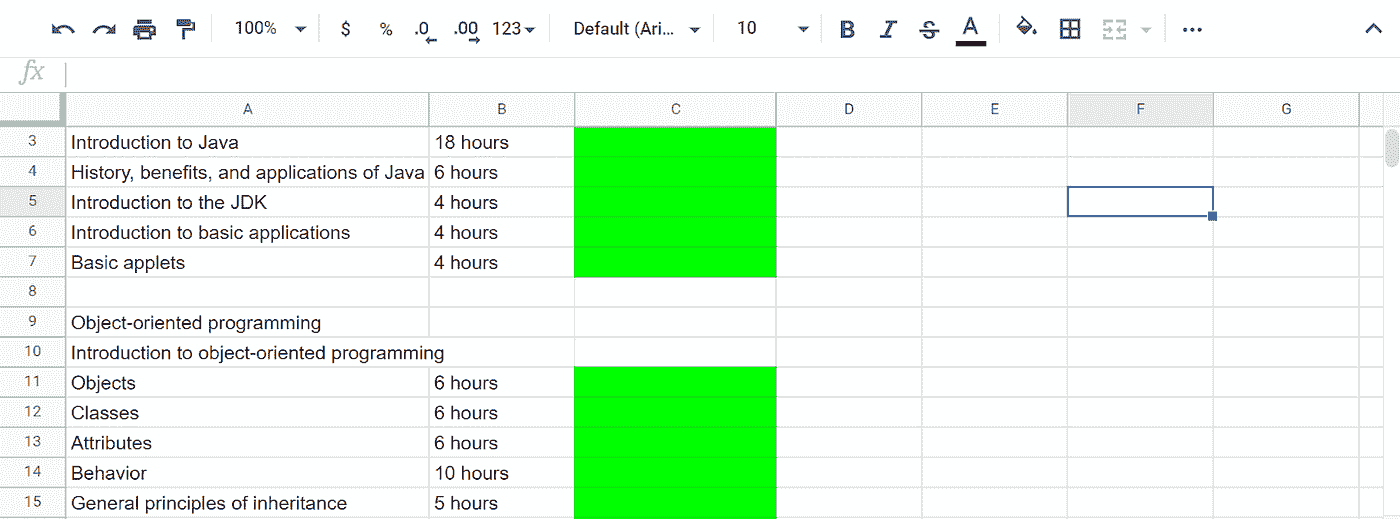 100% $ % .0 .00 123 Default (Ari... 10 B I S A ...
fx
A B C D E F G
3 Introduction to Java 18 hours
4 History, benefits, and applications of Java 6 hours
5 Introduction to the JDK 4 hours
6 Introduction to basic applications 4 hours
7 Basic applets 4 hours
8
9 Object-oriented programming
10 Introduction to object-oriented programming
11 Objects 6 hours
12 Classes 6 hours
13 Attributes 6 hours
14 Behavior 10 hours
15 General principles of inheritance 5 hours